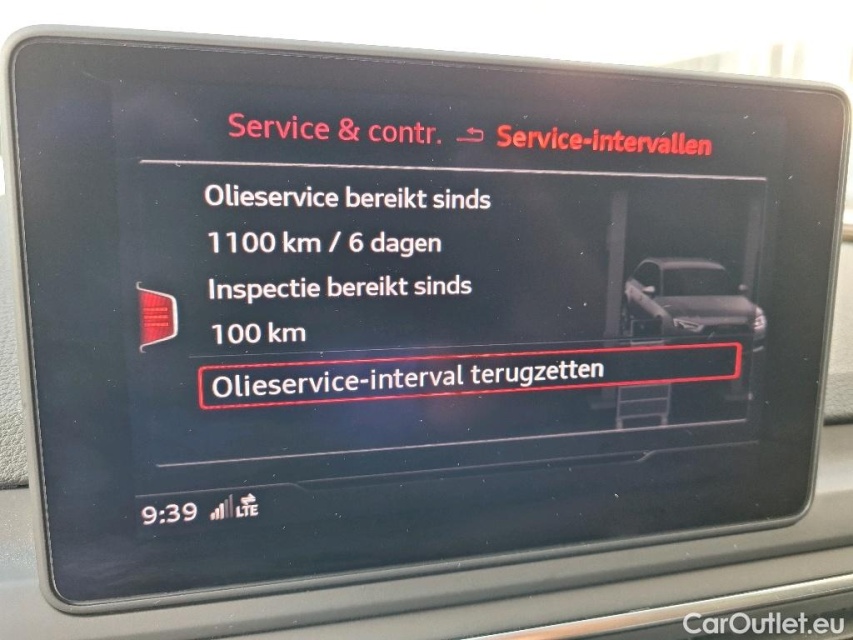 Service & contr. Service-intervallen
Olieservice bereikt sinds
1100 km / 6 dagen
Inspectie bereikt sinds
100 km
Olieservice-interval terugzetten
9:39 LTE
CarOutlet.eu